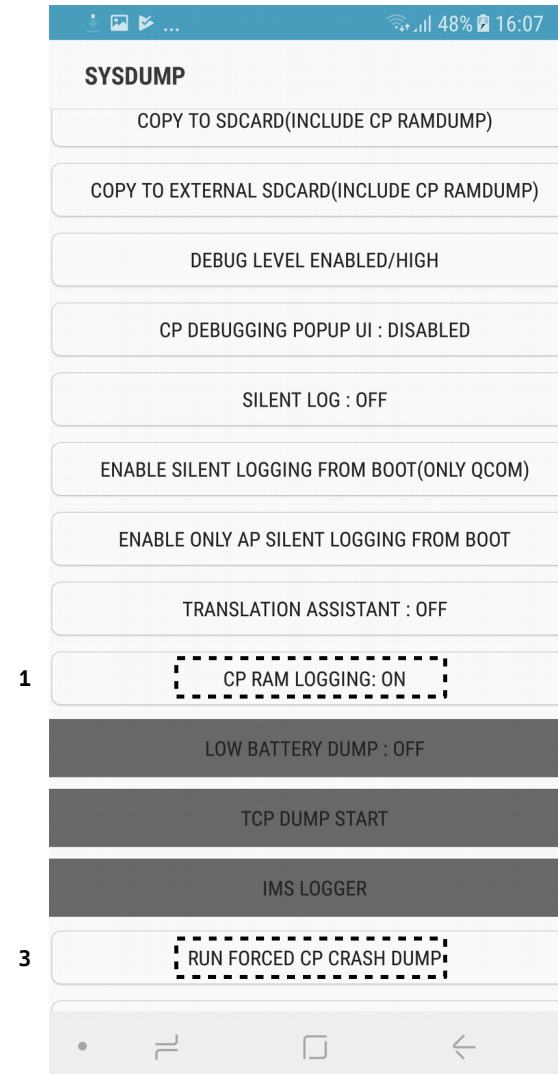 ... 48% 16:07
SYSDUMP
COPY TO SDCARD(INCLUDE CP RAMDUMP)
COPY TO EXTERNAL SDCARD(INCLUDE CP RAMDUMP)
DEBUG LEVEL ENABLED/HIGH
CP DEBUGGING POPUP UI : DISABLED
SILENT LOG : OFF
ENABLE SILENT LOGGING FROM BOOT(ONLY QCOM)
ENABLE ONLY AP SILENT LOGGING FROM BOOT
TRANSLATION ASSISTANT : OFF
1 CP RAM LOGGING: ON
LOW BATTERY DUMP : OFF
TCP DUMP START
IMS LOGGER
3 RUN FORCED CP CRASH DUMP